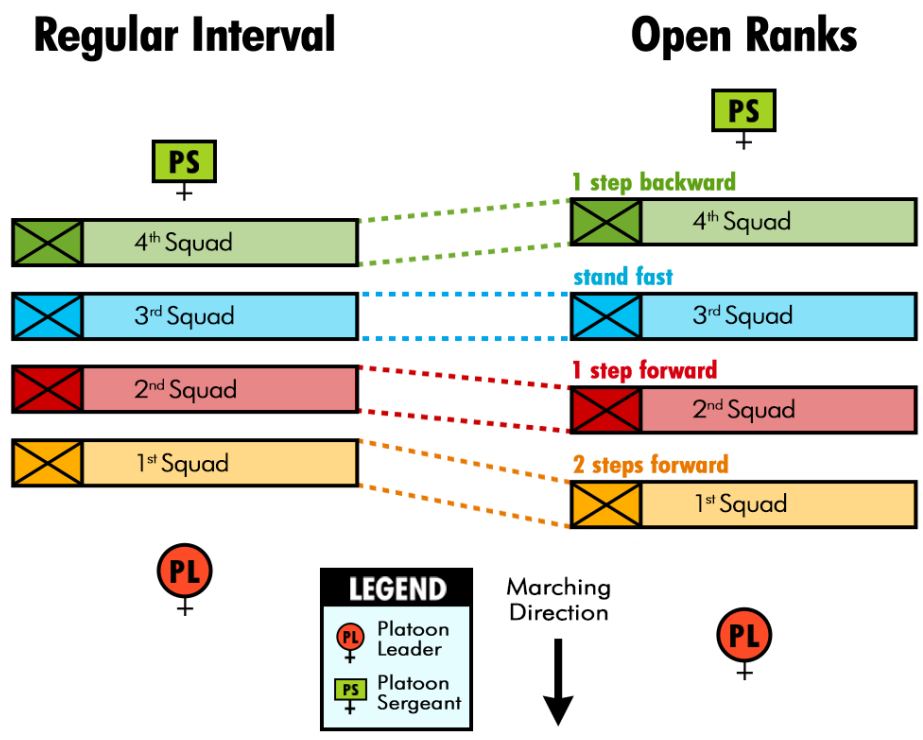 Regular Interval
Open Ranks
PS
PS
1 step backward
4th Squad
4th Squad
stand fast
3rd Squad
3rd Squad
1 step forward
2nd Squad
2nd Squad
2 steps forward
1st Squad
1st Squad
PL
PL
LEGEND
PL Platoon
Leader
PS Platoon
Sergeant
Marching
Direction